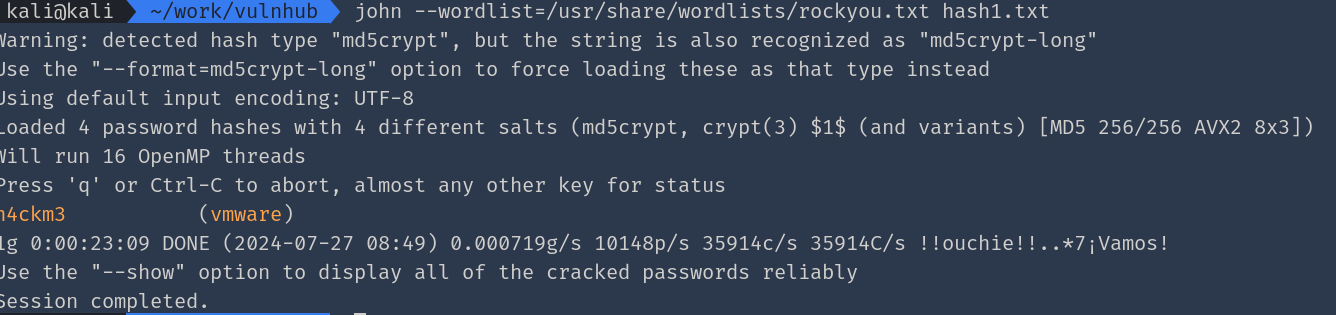 kali@kali ~/work/vulnhub john --wordlist=/usr/share/wordlists/rockyou.txt hash1.txt
Warning: detected hash type "md5crypt", but the string is also recognized as "md5crypt-long"
Use the "--format=md5crypt-long" option to force loading these as that type instead
Using default input encoding: UTF-8
Loaded 4 password hashes with 4 different salts (md5crypt, crypt(3) $1$ (and variants) [MD5 256/256 AVX2 8x3])
Will run 16 OpenMP threads
Press 'q' or Ctrl-C to abort, almost any other key for status
h4ckm3 (vmware)
1g 0:00:23:09 DONE (2024-07-27 08:49) 0.000719g/s 10148p/s 35914c/s 35914C/s !!ouchie!!..*7¡Vamos!
Use the "--show" option to display all of the cracked passwords reliably
Session completed.